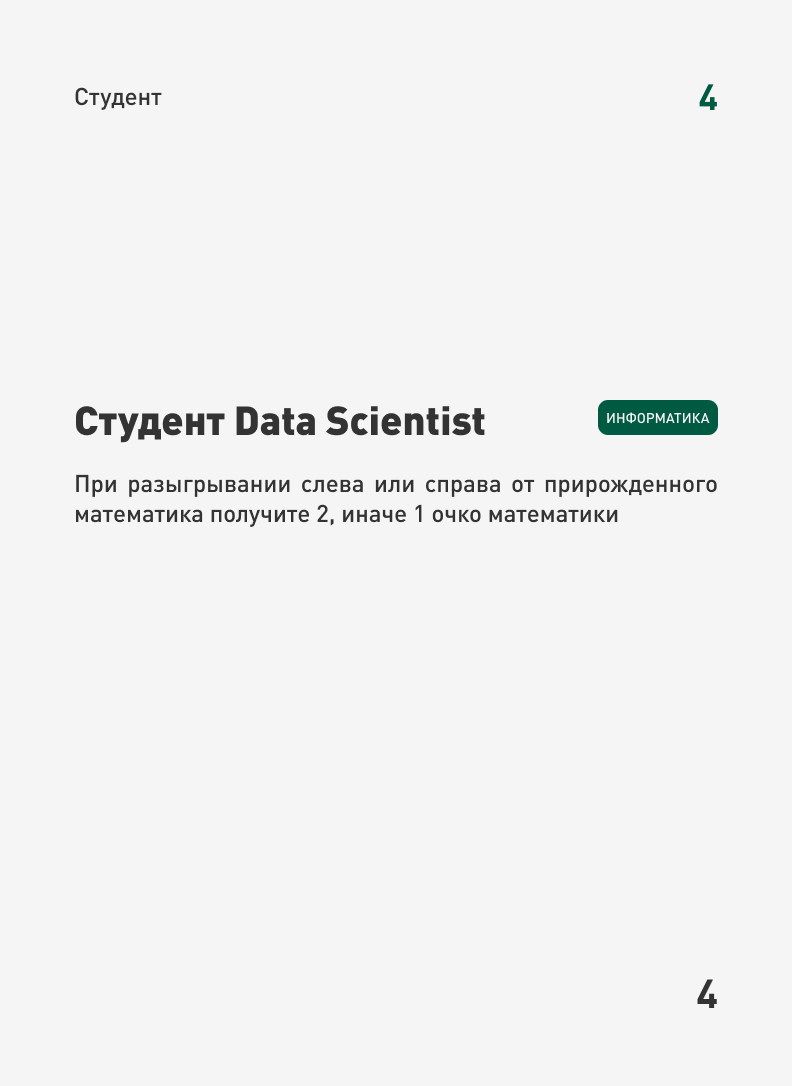 Студент
4
Студент Data Scientist
ИНФОРМАТИКА
При разыгрывании слева или справа от прирожденного
математика получите 2, иначе 1 очко математики
4